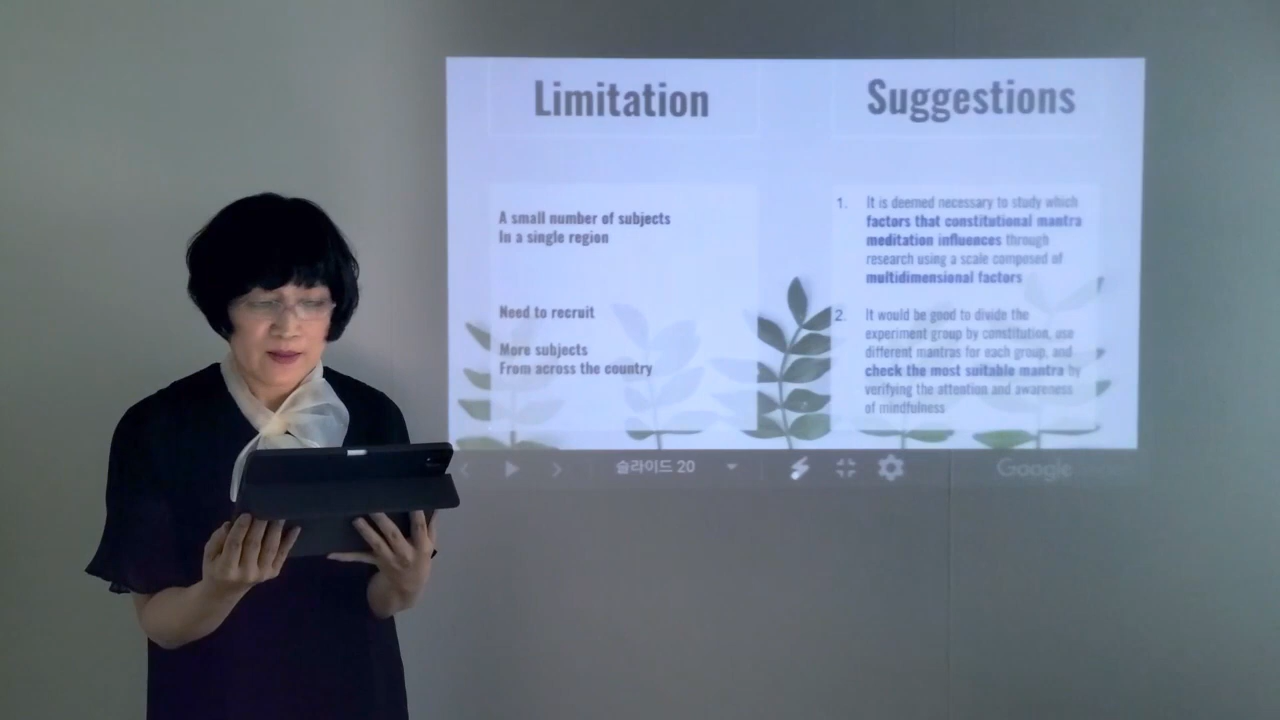 Limitation
A small number of subjects
In a single region
Need to recruit
More subjects
From across the country
Suggestions
1. It is deemed necessary to study which
factors that constitutional mantra
meditation influences through
research using a scale composed of
multidimensional factors
2. It would be good to divide the
experiment group by constitution, use
different mantras for each group, and
check the most suitable mantra by
verifying the attention and awareness
of mindfulness
슬라이드 20
Google